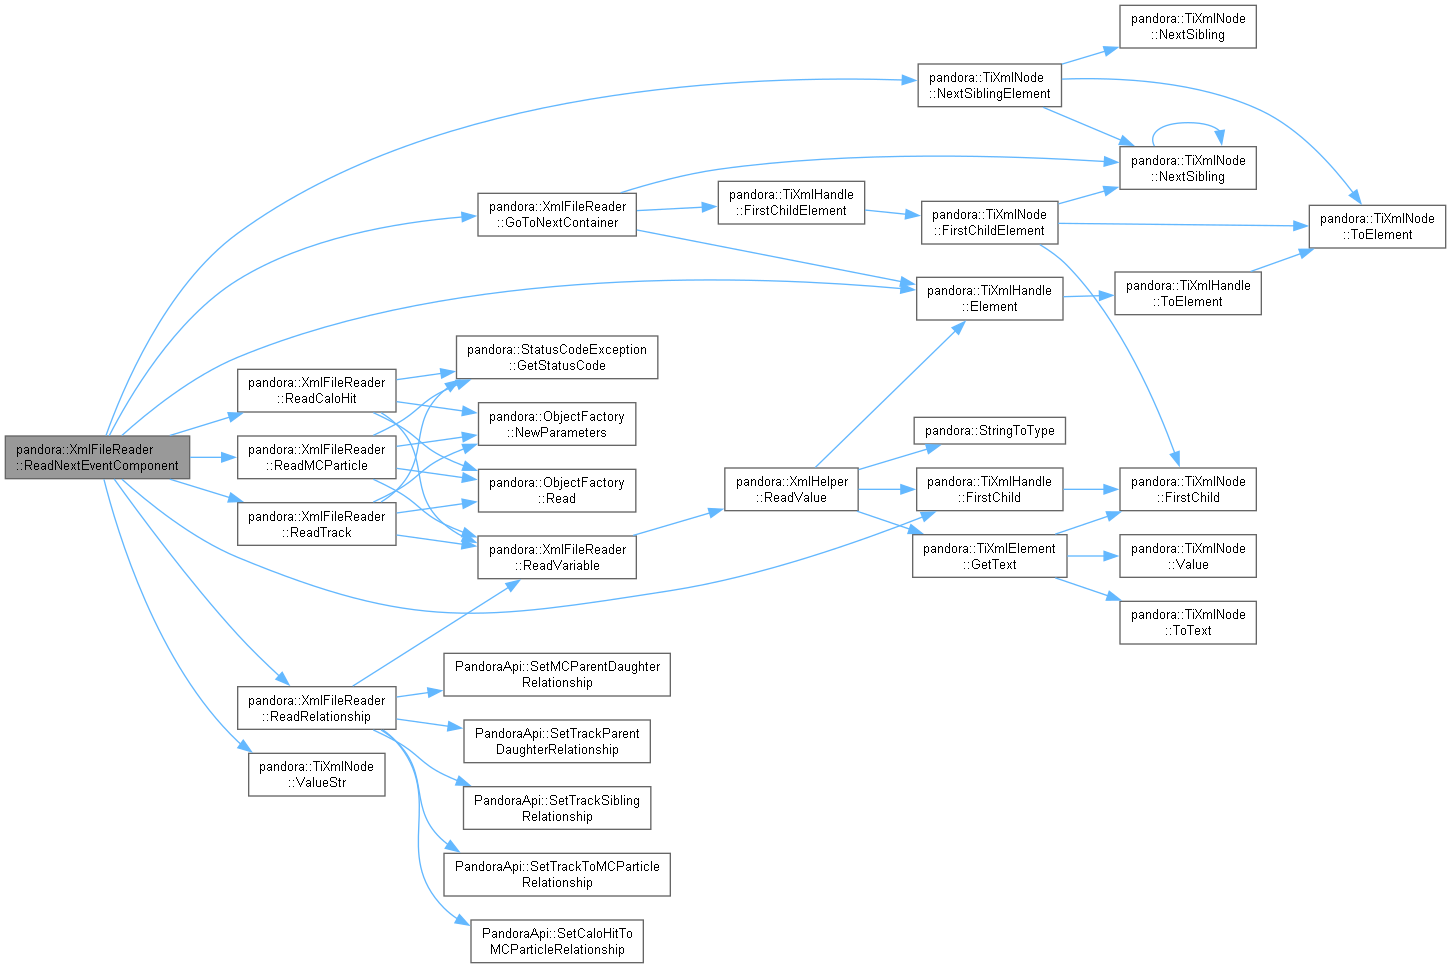 pandora::XmlFileReader
::ReadNextEventComponent
pandora::XmlFileReader
::GoToNextContainer
pandora::XmlFileReader
::ReadCaloHit
pandora::XmlFileReader
::ReadMCParticle
pandora::XmlFileReader
::ReadTrack
pandora::XmlFileReader
::ReadRelationship
pandora::TiXmlNode
::ValueStr
pandora::StatusCodeException
::GetStatusCode
pandora::ObjectFactory
::NewParameters
pandora::ObjectFactory
::Read
pandora::XmlFileReader
::ReadVariable
PandoraApi::SetMCParentDaughter
Relationship
PandoraApi::SetTrackParent
DaughterRelationship
PandoraApi::SetTrackSibling
Relationship
PandoraApi::SetTrackToMCParticle
Relationship
PandoraApi::SetCaloHitTo
MCParticleRelationship
pandora::TiXmlHandle
::FirstChildElement
pandora::XmlHelper
::ReadValue
pandora::TiXmlNode
::NextSiblingElement
pandora::TiXmlNode
::FirstChildElement
pandora::TiXmlHandle
::Element
pandora::StringToType
pandora::TiXmlHandle
::FirstChild
pandora::TiXmlElement
::GetText
pandora::TiXmlNode
::NextSibling
pandora::TiXmlNode
::NextSibling
pandora::TiXmlHandle
::ToElement
pandora::TiXmlNode
::FirstChild
pandora::TiXmlNode
::Value
pandora::TiXmlNode
::ToText
pandora::TiXmlNode
::ToElement